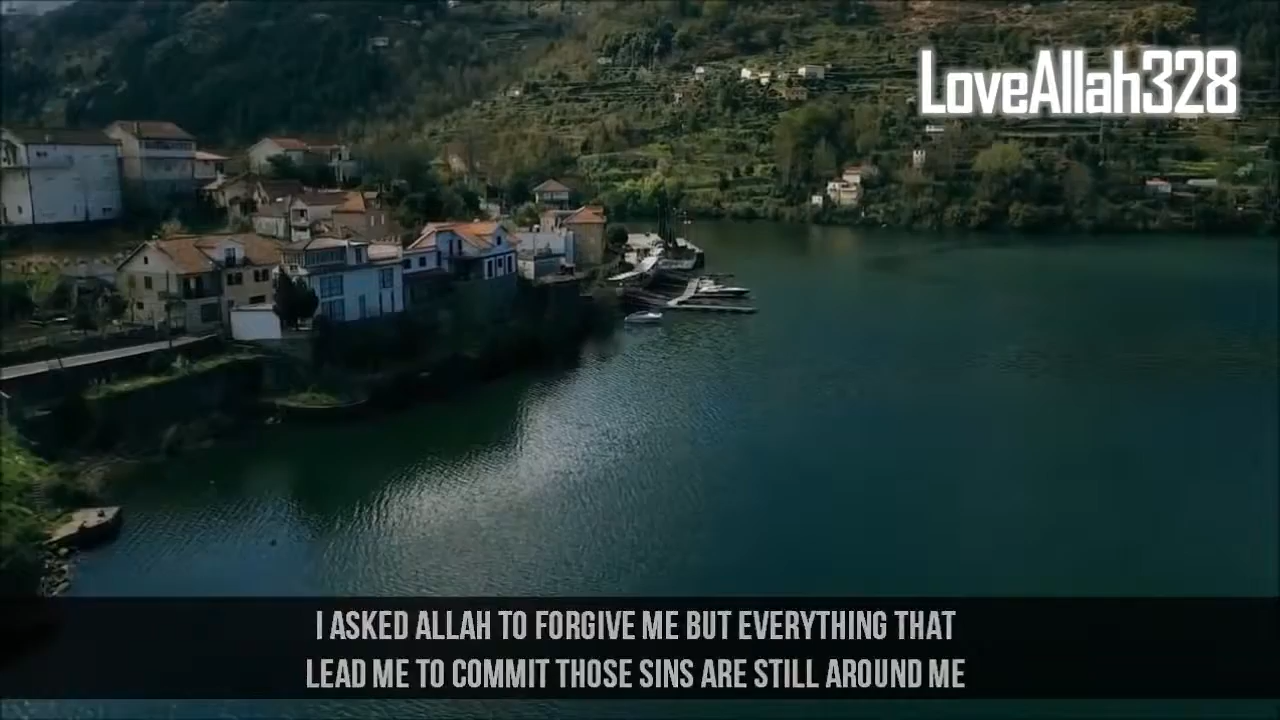 LoveAllah328
I ASKED ALLAH TO FORGIVE ME BUT EVERYTHING THAT
LEAD ME TO COMMIT THOSE SINS ARE STILL AROUND ME